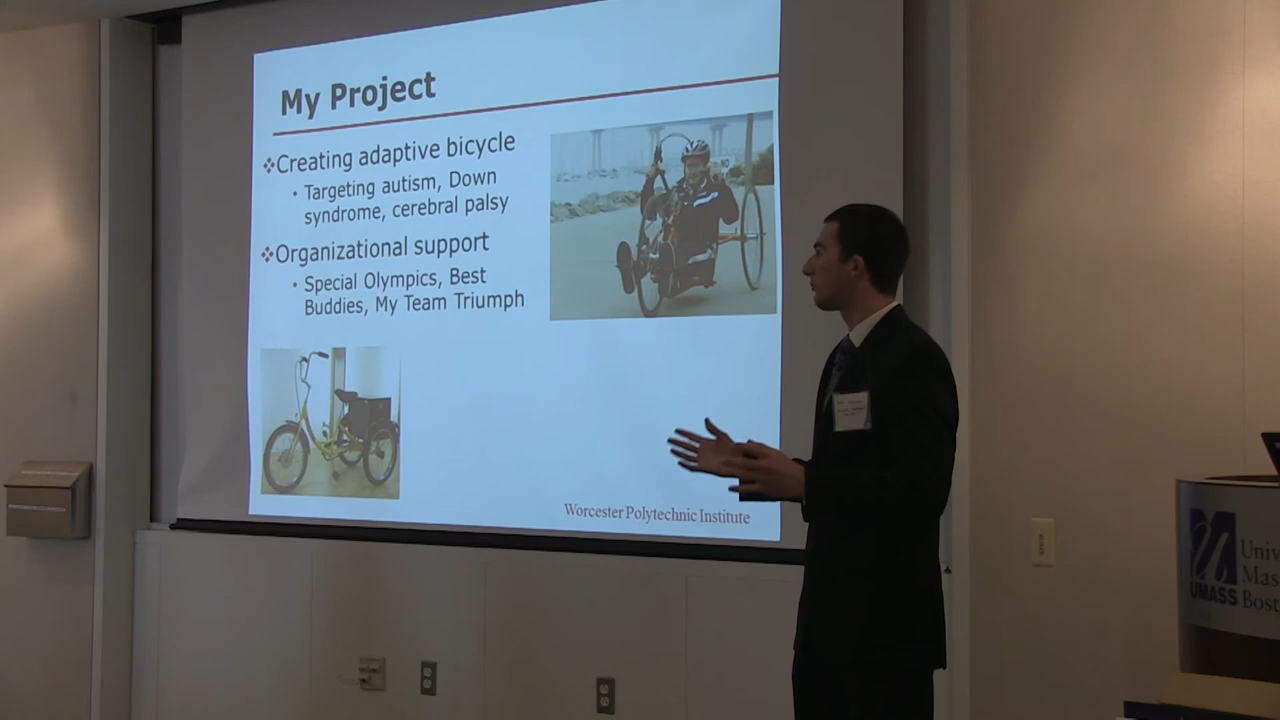 My Project
Creating adaptive bicycle
Targeting autism, Down
syndrome, cerebral palsy
Organizational support
Special Olympics, Best
Buddies, My Team Triumph
Worcester Polytechnic Institute
UMASS
Univ
Mas
Bost